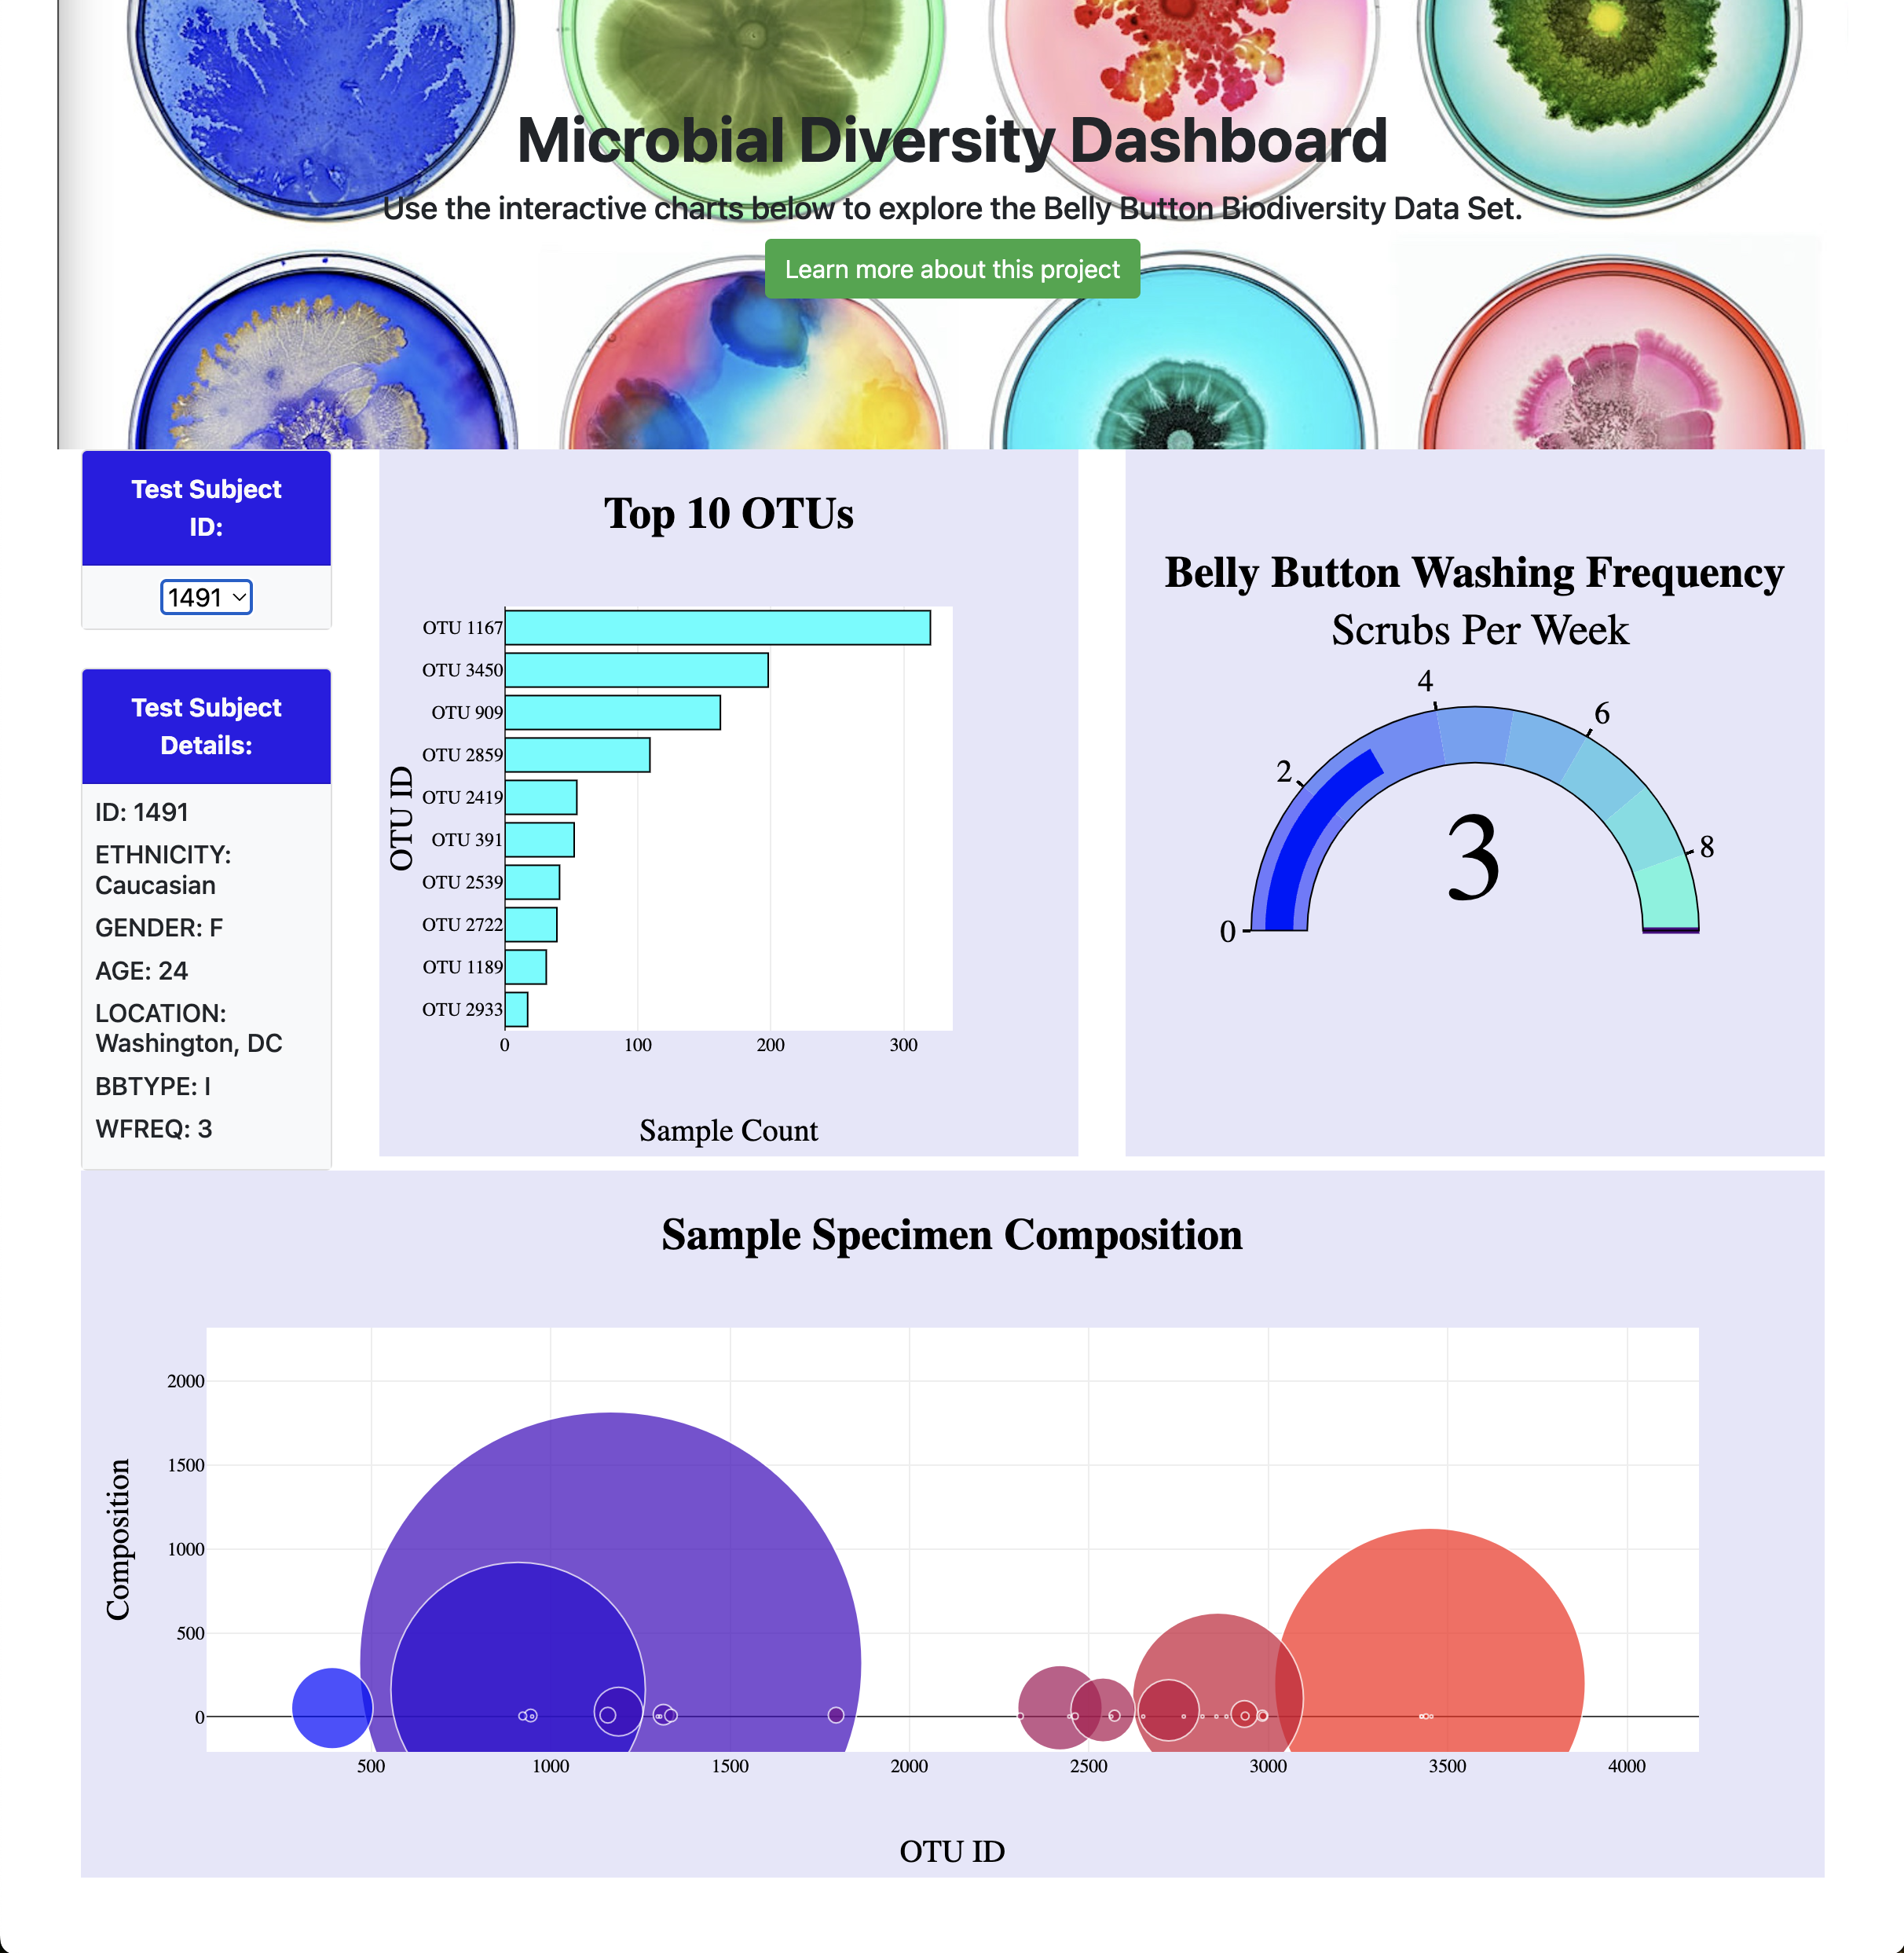 Microbial Diversity Dashboard
Use the interactive charts below to explore the Belly Button Biodiversity Data Set.
Learn more about this project
Test Subject
ID:
1491
Test Subject
Details:
ID: 1491
ETHNICITY:
Caucasian
GENDER: F
AGE: 24
LOCATION:
Washington, DC
BBTYPE: I
WFREQ: 3
Top 10 OTUs
OTU ID
OTU 1167
OTU 3450
OTU 909
OTU 2859
OTU 2419
OTU 391
OTU 2539
OTU 2722
OTU 1189
OTU 2933
0 100 200 300
Sample Count
Belly Button Washing Frequency
Scrubs Per Week
0
2
4
6
8
3
Sample Specimen Composition
Composition
2000
1500
1000
500
0
500 1000 1500 2000 2500 3000 3500 4000
OTU ID